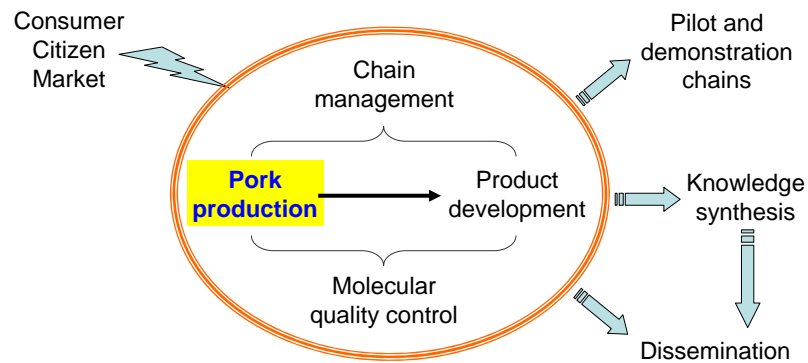 Consumer
Citizen
Market
Pilot and
demonstration
chains
Chain
management
Pork
production
Product
development
Knowledge
synthesis
Molecular
quality control
Dissemination